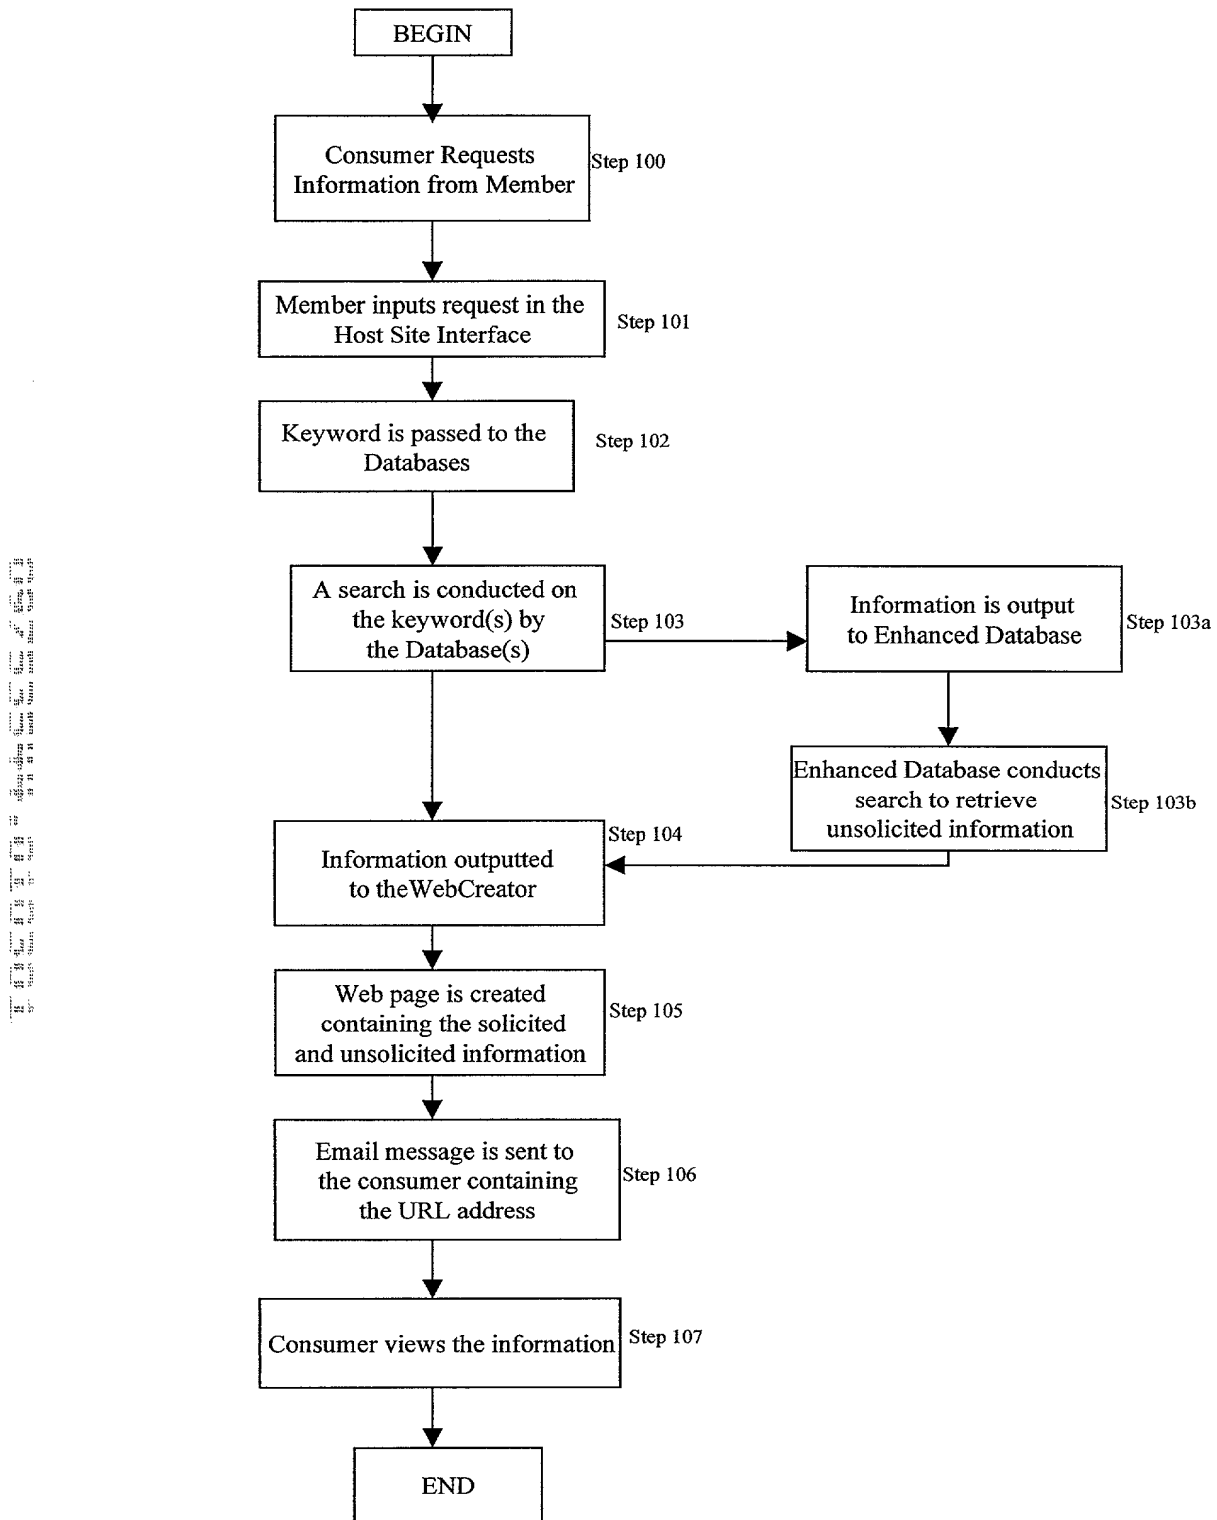 BEGIN
Consumer Requests
Information from Member
Step 100
Member inputs request in the
Host Site Interface
Step 101
Keyword is passed to the
Databases
Step 102
A search is conducted on
the keyword(s) by
the Database(s)
Step 103
Information is output
to Enhanced Database
Step 103a
Enhanced Database conducts
search to retrieve
unsolicited information
Step 103b
Step 104
Information outputted
to theWebCreator
Web page is created
containing the solicited
and unsolicited information
Step 105
Email message is sent to
the consumer containing
the URL address
Step 106
Consumer views the information
Step 107
END